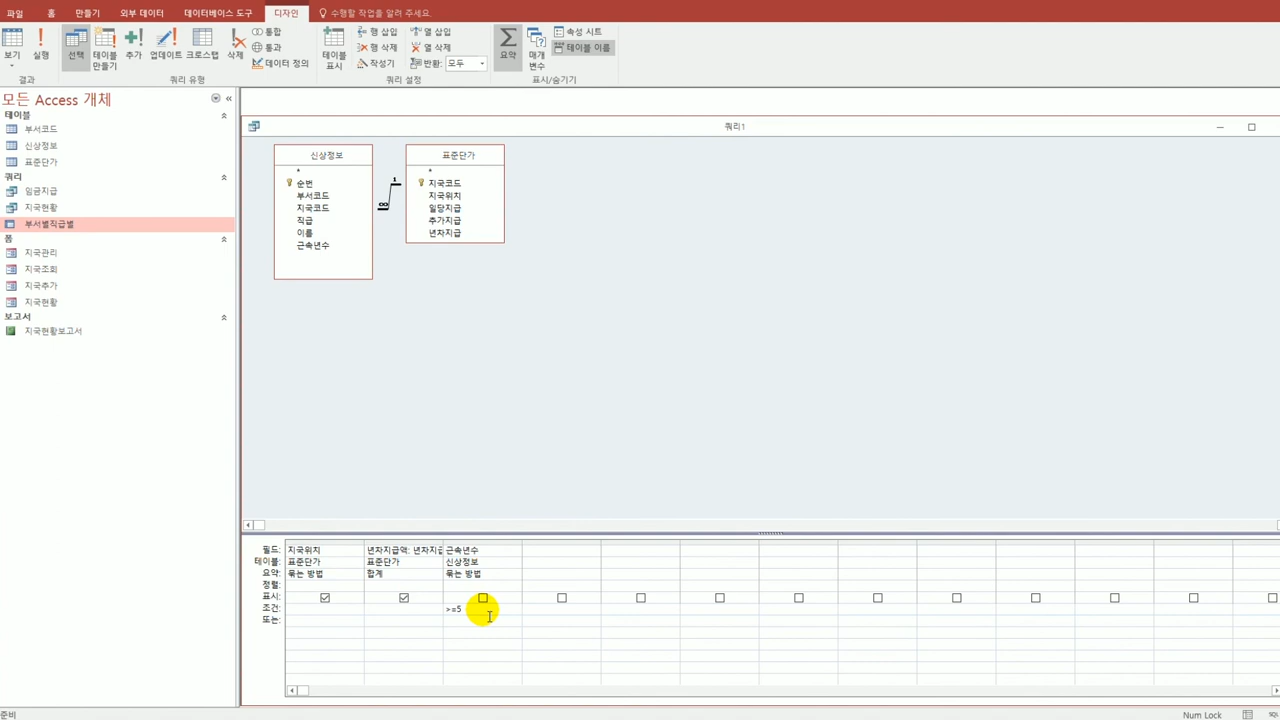 파일 홈 만들기 외부 데이터 데이터베이스 도구 디자인 수행할 작업을 알려 주세요.
보기 실행 선택 테이블 만들기 추가 업데이트 크로스탭 삭제 통합 통과 데이터 정의 테이블 표시 행 삽입 행 삭제 작성기 열 삽입 열 삭제 반환: 모두 요약 매개 변수 속성 시트 테이블 이름
결과 쿼리 유형 쿼리 설정 표시/숨기기
모든 Access 개체
테이블
부서코드
신상정보
표준단가
쿼리
임금지급
지국현황
부서별직급별
폼
지국관리
지국조회
지국추가
지국현황
보고서
지국현황보고서
쿼리1
신상정보
*
순번
부서코드
지국코드
직급
이름
근속년수
∞ 1
표준단가
*
지국코드
지국위치
일당지급
추가지급
년차지급
필드: 지국위치 년차지급액: 년차지급 근속년수
테이블: 표준단가 표준단가 신상정보
요약: 묶는 방법 합계 묶는 방법
정렬:
표시:
조건: >=5
또는:
준비 Num Lock SQL